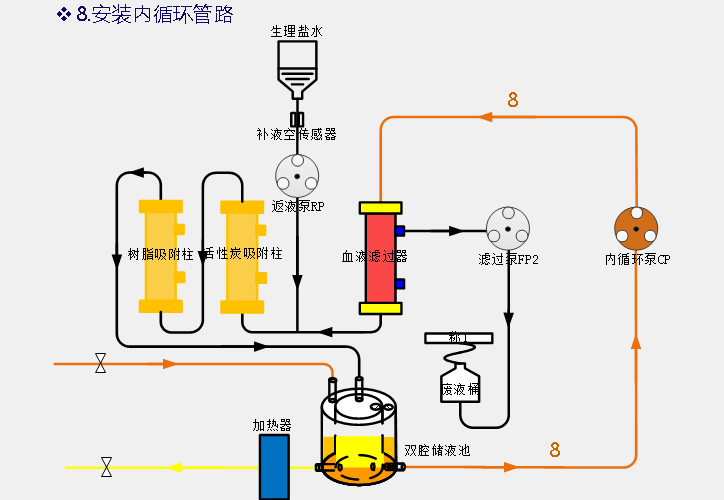 ❖ 8.安装内循环管路
生理盐水
8
补液空传感器
返液泵RP
树脂吸附柱
活性炭吸附柱
血液滤过器
滤过泵FP2
内循环泵CP
称1
废液桶
加热器
双腔储液池
8